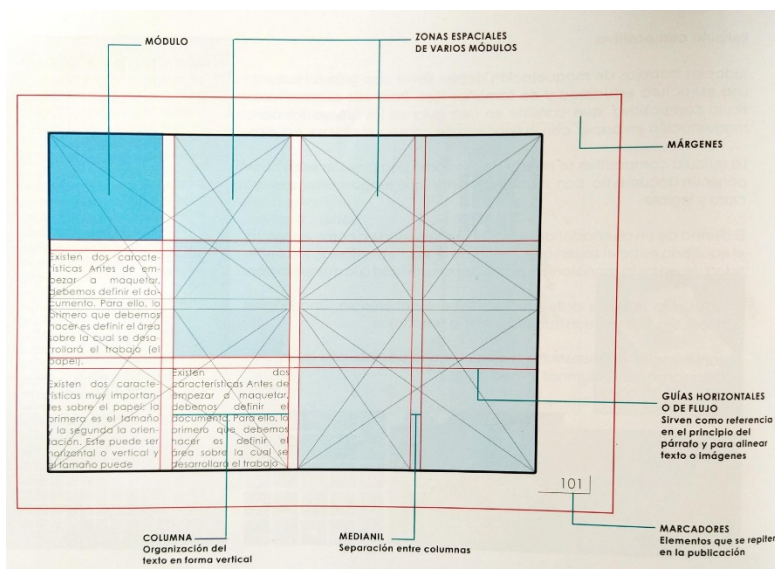 MÓDULO
ZONAS ESPACIALES
DE VARIOS MÓDULOS
MÁRGENES
Existen dos caracte-
rísticas Antes de em-
pezar a maquetar,
debemos definir el do-
cumento. Para ello, lo
primero que debemos
hacer es definir el área
sobre la cual se desa-
rrollará el trabajo (el
papel).
Existen dos caracte-
rísticas muy importan-
tes sobre el papel: la
primera es el tamaño
y la segunda la orien-
tación. Este puede ser
horizontal o vertical y
el tamaño puede
Existen dos
características Antes de
empezar a maquetar,
debemos definir el
documento. Para ello, lo
primero que debemos
hacer es definir el
área sobre la cual se
desarrollará el trabajo
GUÍAS HORIZONTALES
O DE FLUJO
Sirven como referencia
en el principio del
párrafo y para alinear
texto o imágenes
101
COLUMNA
Organización del
texto en forma vertical
MEDIANIL
Separación entre columnas
MARCADORES
Elementos que se repiten
en la publicación